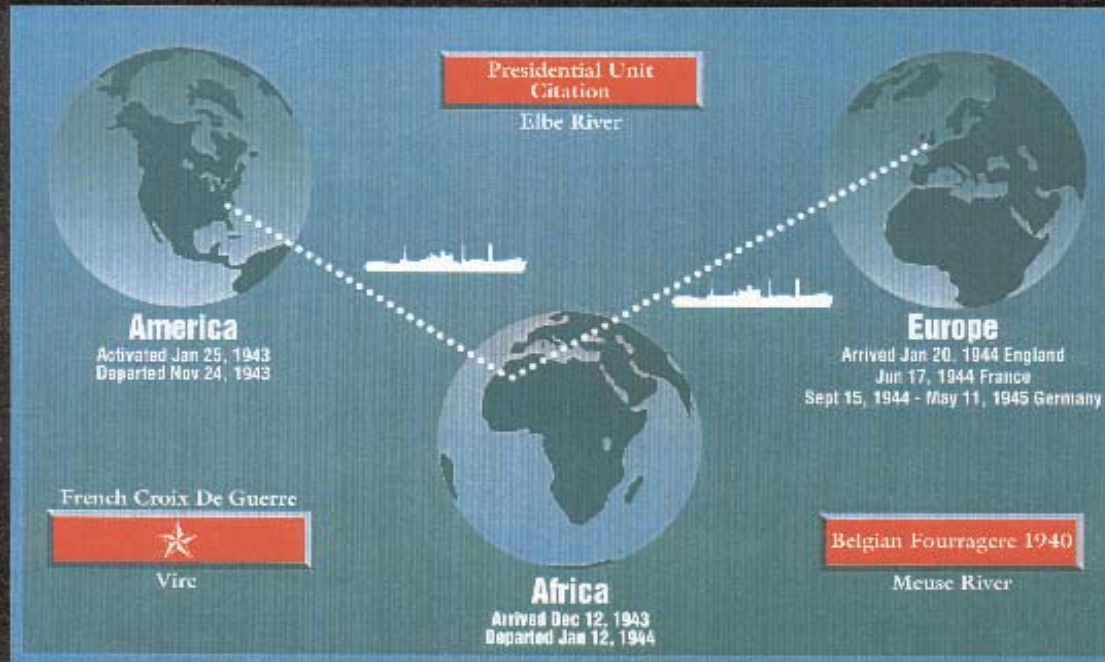 Presidential Unit
Citation
Elbe River
America
Activated Jan 25, 1943
Departed Nov 24, 1943
Europe
Arrived Jan 20, 1944 England
Jun 17, 1944 France
Sept 15, 1944 - May 11, 1945 Germany
French Croix De Guerre
Vire
Africa
Arrived Dec 12, 1943
Departed Jan 12, 1944
Belgian Fourragere 1940
Meuse River